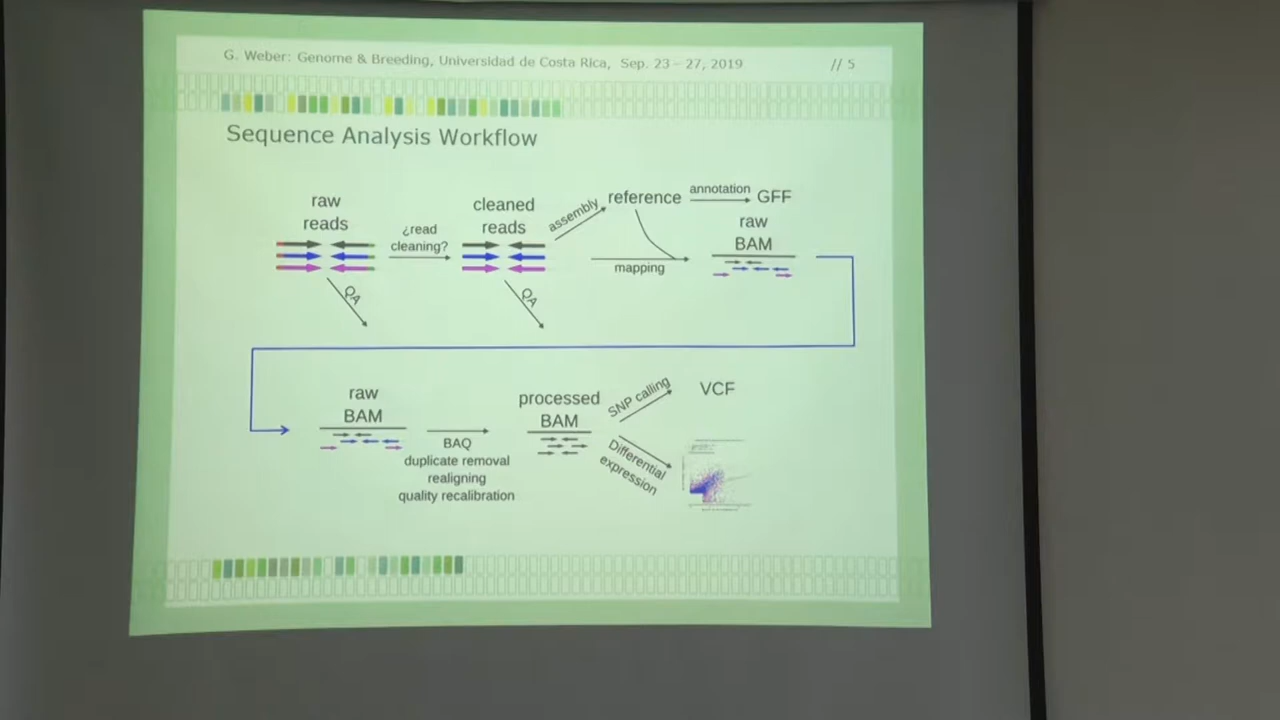 G. Weber: Genome & Breeding, Universidad de Costa Rica, Sep. 23 – 27, 2019
// 5
Sequence Analysis Workflow
raw
reads
¿read
cleaning?
cleaned
reads
assembly
reference
annotation
GFF
mapping
raw
BAM
QA
QA
raw
BAM
BAQ
duplicate removal
realigning
quality recalibration
processed
BAM
SNP calling
VCF
Differential
expression